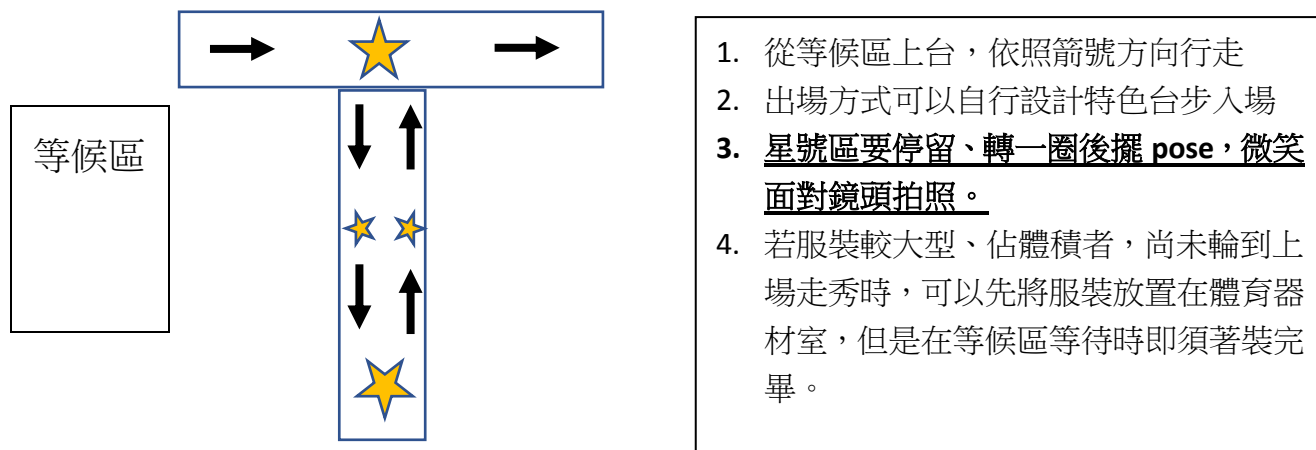 等候區
1. 從等候區上台，依照箭號方向行走
2. 出場方式可以自行設計特色台步入場
3. 星號區要停留、轉一圈後擺 pose，微笑
面對鏡頭拍照。
4. 若服裝較大型、佔體積者，尚未輪到上
場走秀時，可以先將服裝放置在體育器
材室，但是在等候區等待時即須著裝完
畢。